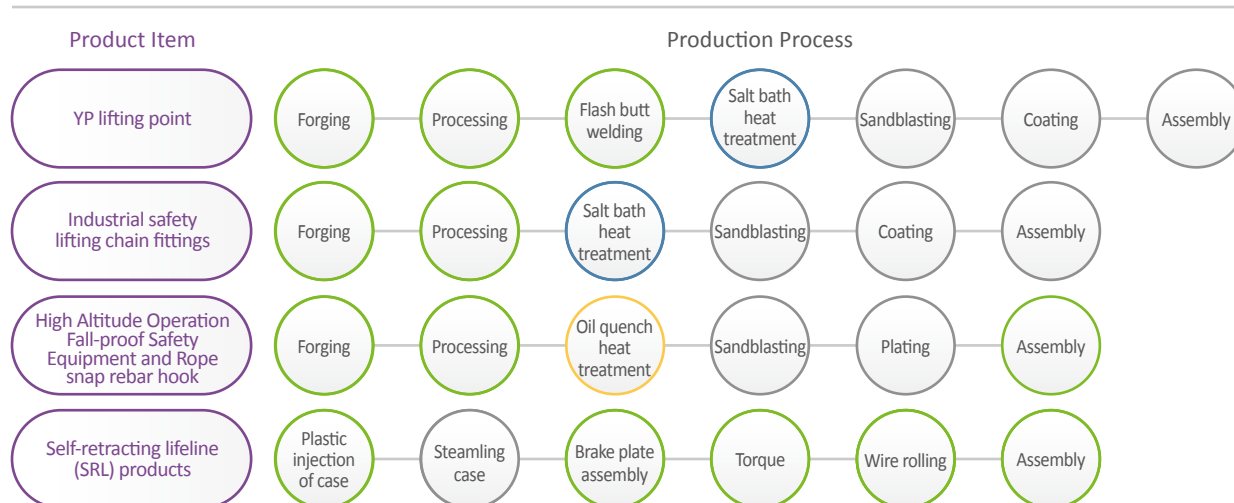 Product Item
Production Process
YP lifting point
Forging
Processing
Flash butt
welding
Salt bath
heat
treatment
Sandblasting
Coating
Assembly
Industrial safety
lifting chain fittings
Forging
Processing
Salt bath
heat
treatment
Sandblasting
Coating
Assembly
High Altitude Operation
Fall-proof Safety
Equipment and Rope
snap rebar hook
Forging
Processing
Oil quench
heat
treatment
Sandblasting
Plating
Assembly
Self-retracting lifeline
(SRL) products
Plastic
injection
of case
Steamling
case
Brake plate
assembly
Torque
Wire rolling
Assembly